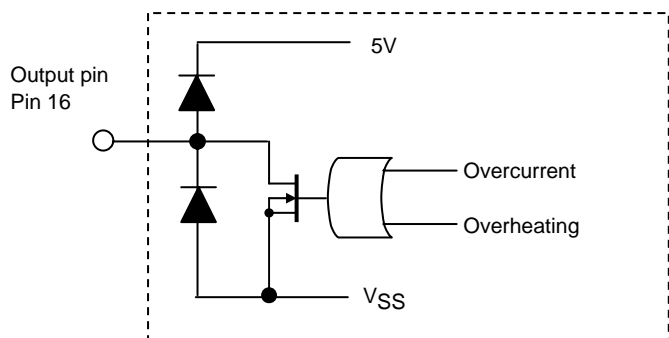 5V
Output pin
Pin 16
Overcurrent
Overheating
VSS